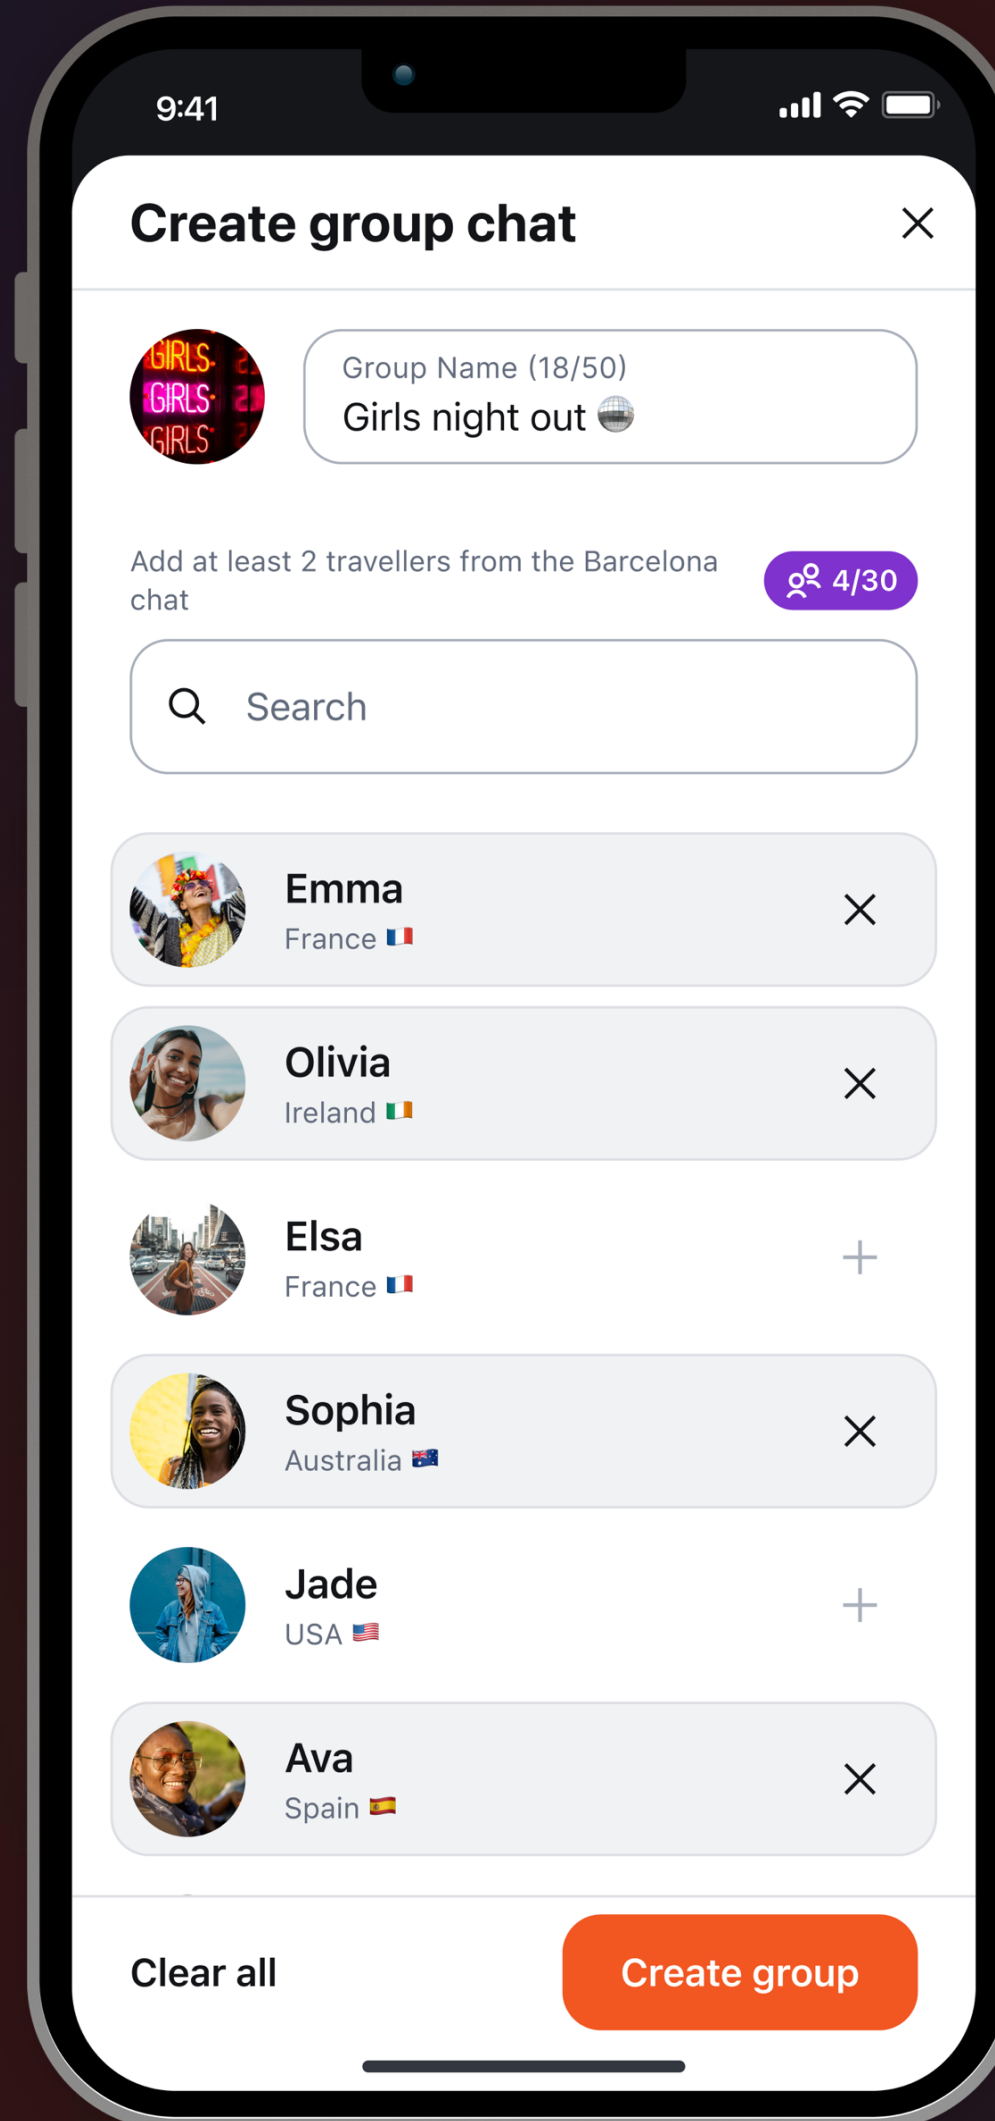 9:41
Create group chat
GIRLS
GIRLS
GIRLS
Group Name (18/50)
Girls night out 🪩
Add at least 2 travellers from the Barcelona
chat
4/30
Search
Emma
France 🇫🇷
Olivia
Ireland 🇮🇪
Elsa
France 🇫🇷
Sophia
Australia 🇦🇺
Jade
USA 🇺🇸
Ava
Spain 🇪🇸
Clear all
Create group